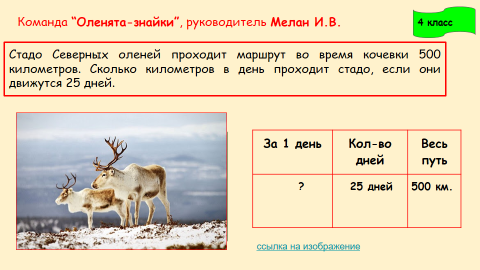 Команда “Оленята-знайки”, руководитель Мелан И.В.
4 класс
Стадо Северных оленей проходит маршрут во время кочевки 500
километров. Сколько километров в день проходит стадо, если они
движутся 25 дней.
За 1 день
Кол-во
дней
Весь
путь
?
25 дней
500 км.
ссылка на изображение